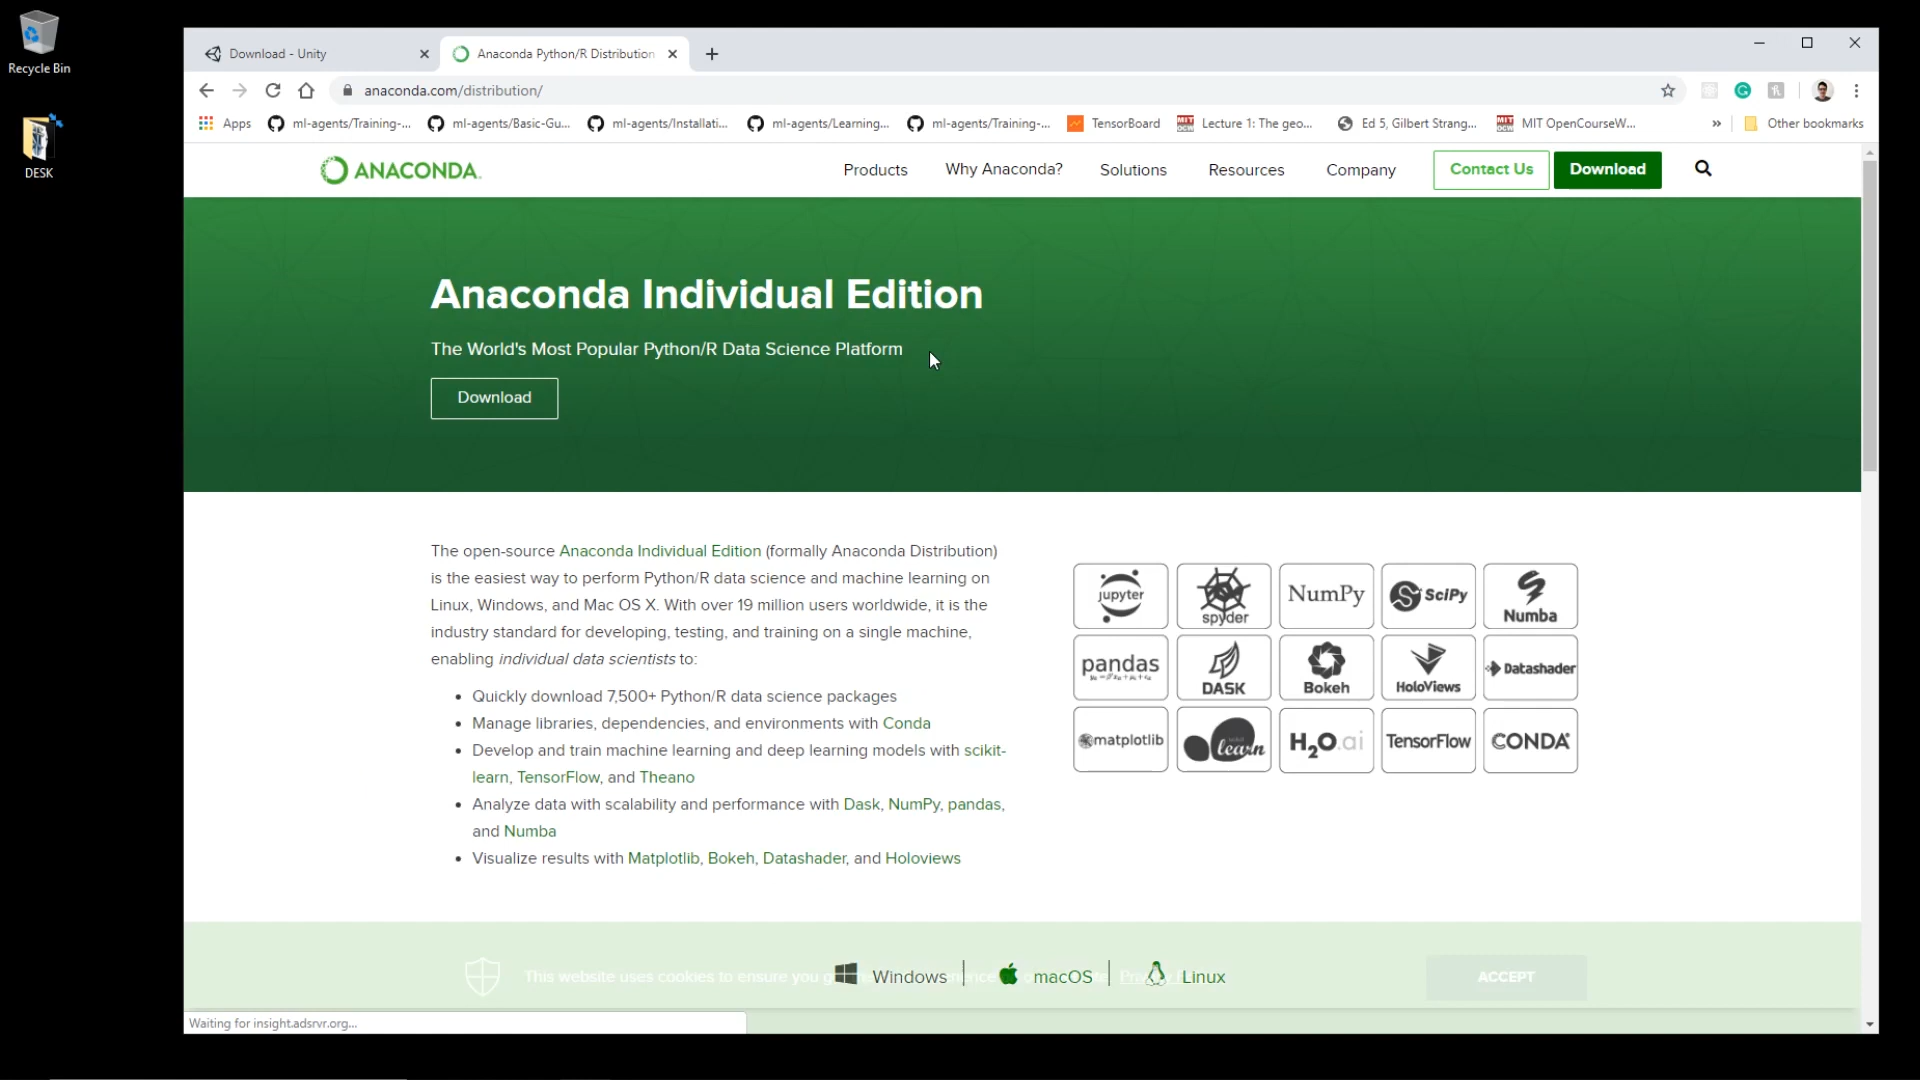 Recycle Bin
DESK
Download - Unity
Anaconda Python/R Distribution
anaconda.com/distribution/
Apps
ml-agents/Training-...
ml-agents/Basic-Gu...
ml-agents/Installati...
ml-agents/Learning...
ml-agents/Training-...
TensorBoard
Lecture 1: The geo...
Ed 5, Gilbert Strang...
MIT OpenCourseW...
»
Other bookmarks
ANACONDA.
Products
Why Anaconda?
Solutions
Resources
Company
Contact Us
Download
Anaconda Individual Edition
The World's Most Popular Python/R Data Science Platform
Download
The open-source Anaconda Individual Edition (formally Anaconda Distribution)
is the easiest way to perform Python/R data science and machine learning on
Linux, Windows, and Mac OS X. With over 19 million users worldwide, it is the
industry standard for developing, testing, and training on a single machine,
enabling individual data scientists to:
• Quickly download 7,500+ Python/R data science packages
• Manage libraries, dependencies, and environments with Conda
• Develop and train machine learning and deep learning models with scikit-
learn, TensorFlow, and Theano
• Analyze data with scalability and performance with Dask, NumPy, pandas,
and Numba
• Visualize results with Matplotlib, Bokeh, Datashader, and Holoviews
jupyter
spyder
NumPy
SciPy
Numba
pandas
DASK
Bokeh
HoloViews
Datashader
matplotlib
learn
H2O.ai
TensorFlow
CONDA
This website uses cookies to ensure you
Windows
macOS
Linux
ACCEPT
Waiting for insight.adsrvr.org...